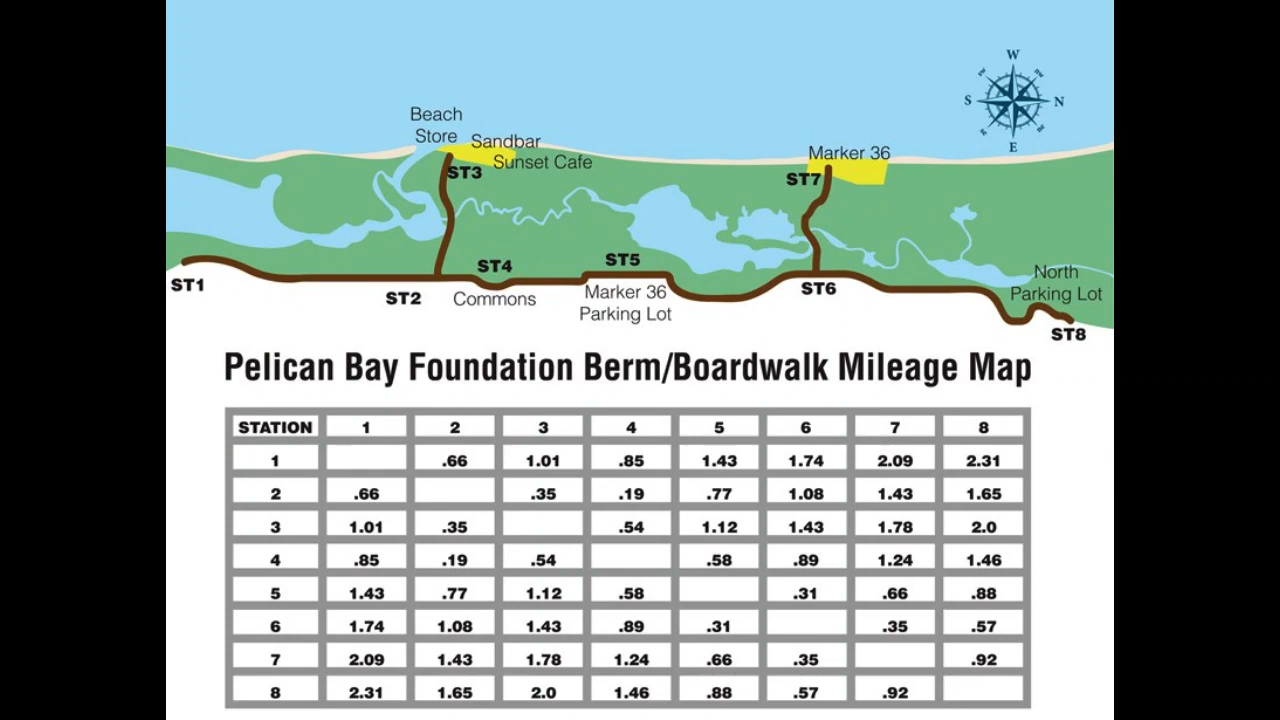 W
S N
E
Beach
Store
Sandbar
Sunset Cafe
ST3
Marker 36
ST7
ST1
ST2
ST4
Commons
ST5
Marker 36
Parking Lot
ST6
North
Parking Lot
ST8
Pelican Bay Foundation Berm/Boardwalk Mileage Map
STATION 1 2 3 4 5 6 7 8
1 .66 1.01 .85 1.43 1.74 2.09 2.31
2 .66 .35 .19 .77 1.08 1.43 1.65
3 1.01 .35 .54 1.12 1.43 1.78 2.0
4 .85 .19 .54 .58 .89 1.24 1.46
5 1.43 .77 1.12 .58 .31 .66 .88
6 1.74 1.08 1.43 .89 .31 .35 .57
7 2.09 1.43 1.78 1.24 .66 .35 .92
8 2.31 1.65 2.0 1.46 .88 .57 .92